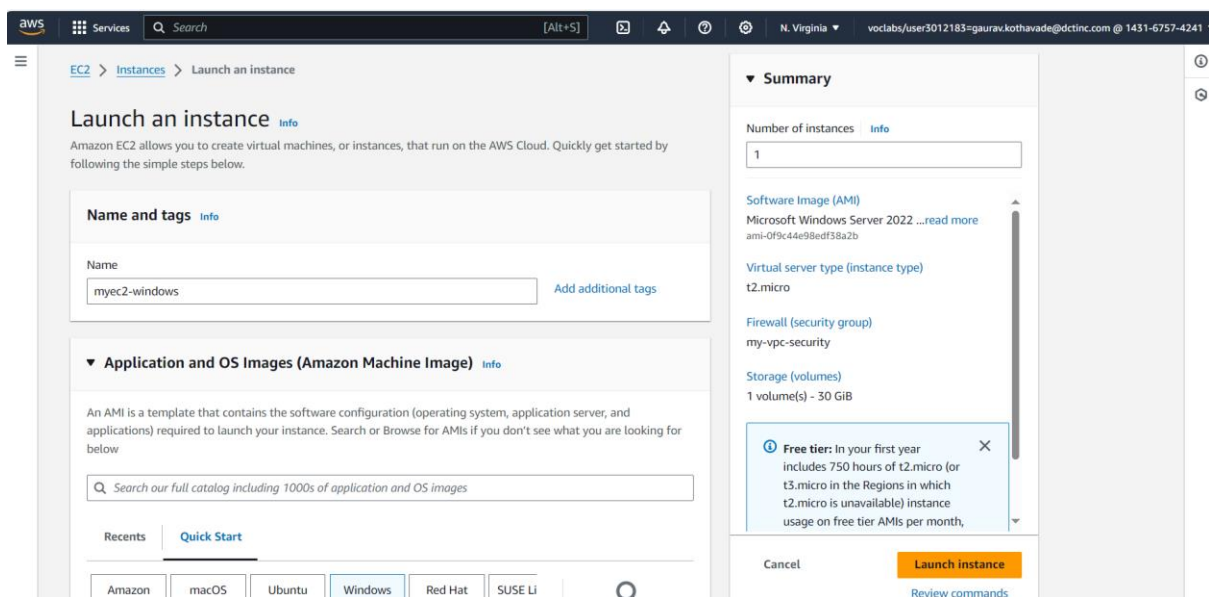 aws
Services
Search
[Alt+S]
N. Virginia
voclabs/user3012183=gaurav.kothavade@dctinc.com @ 1431-6757-4241
EC2 > Instances > Launch an instance
Launch an instance Info
Amazon EC2 allows you to create virtual machines, or instances, that run on the AWS Cloud. Quickly get started by
following the simple steps below.
Name and tags Info
Name
myec2-windows
Add additional tags
Application and OS Images (Amazon Machine Image) Info
An AMI is a template that contains the software configuration (operating system, application server, and
applications) required to launch your instance. Search or Browse for AMIs if you don't see what you are looking for
below
Search our full catalog including 1000s of application and OS images
Recents
Quick Start
Amazon
macOS
Ubuntu
Windows
Red Hat
SUSE Li
Summary
Number of instances Info
1
Software Image (AMI)
Microsoft Windows Server 2022 ...read more
ami-0f9c44e98edf38a2b
Virtual server type (instance type)
t2.micro
Firewall (security group)
my-vpc-security
Storage (volumes)
1 volume(s) - 30 GiB
Free tier: In your first year
includes 750 hours of t2.micro (or
t3.micro in the Regions in which
t2.micro is unavailable) instance
usage on free tier AMIs per month,
Cancel
Launch instance
Review commands